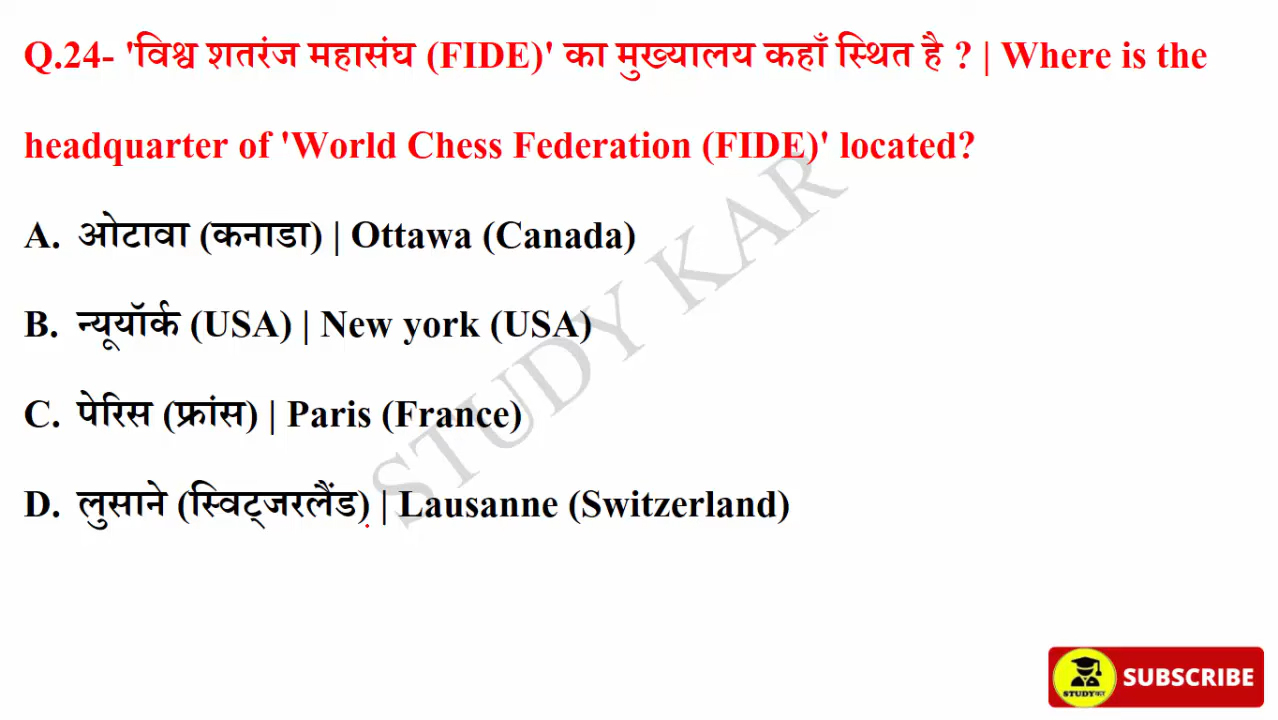 Q.24- 'विश्व शतरंज महासंघ (FIDE)' का मुख्यालय कहाँ स्थित है ? | Where is the
headquarter of 'World Chess Federation (FIDE)' located?
A. ओटावा (कनाडा) | Ottawa (Canada)
B. न्यूयॉर्क (USA) | New york (USA)
C. पेरिस (फ्रांस) | Paris (France)
D. लुसाने (स्विट्जरलैंड) | Lausanne (Switzerland)
STUDY KAR
STUDYकर
SUBSCRIBE